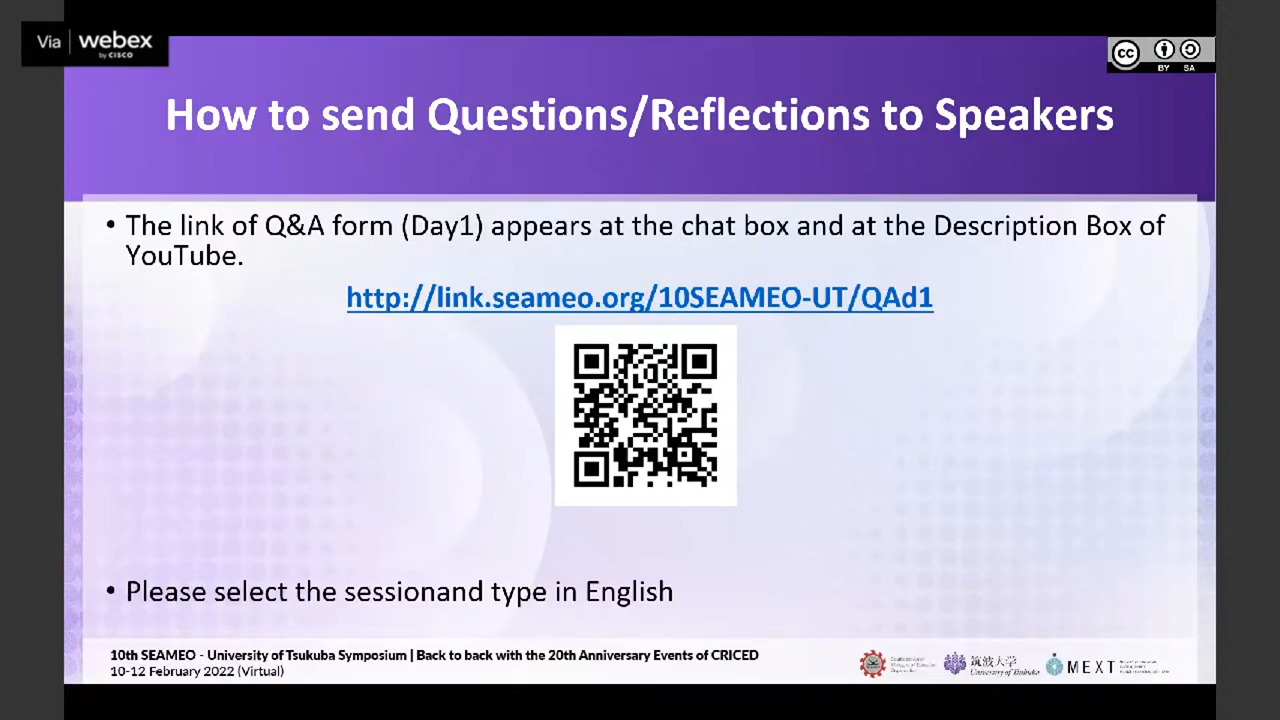 Via webex
by CISCO
CC
BY SA
How to send Questions/Reflections to Speakers
• The link of Q&A form (Day1) appears at the chat box and at the Description Box of
YouTube.
http://link.seameo.org/10SEAMEO-UT/QAd1
• Please select the sessionand type in English
10th SEAMEO - University of Tsukuba Symposium | Back to back with the 20th Anniversary Events of CRICED
10-12 February 2022 (Virtual)
筑波大学
University of Tsukuba
MEXT